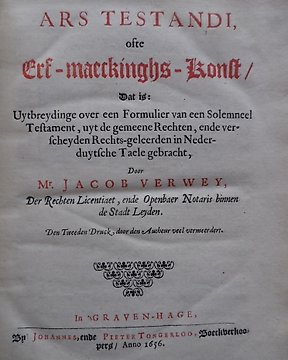 ARS TESTANDI,
ofte
Erf-maeckinghs-Konst/
Dat is:
Uytbreydinge over een Formulier van een Solemneel
Testament, uyt de gemeene Rechten, ende ver-
scheyden Rechts-geleerden in Neder-
duytsche Taele gebracht,
Door
Mr. JACOB VERWEY,
Der Rechten Licentiaet, ende Openbaer Notaris binnen
de Stadt Leyden.
Den Tweeden Druck, door den Autheur veel vermeerdert.
In 'sGRAVEN-HAGE,
By JOHANNES, ende PIETER TONGERLOO, Boeckverkoo-
pers/ Anno 1656.